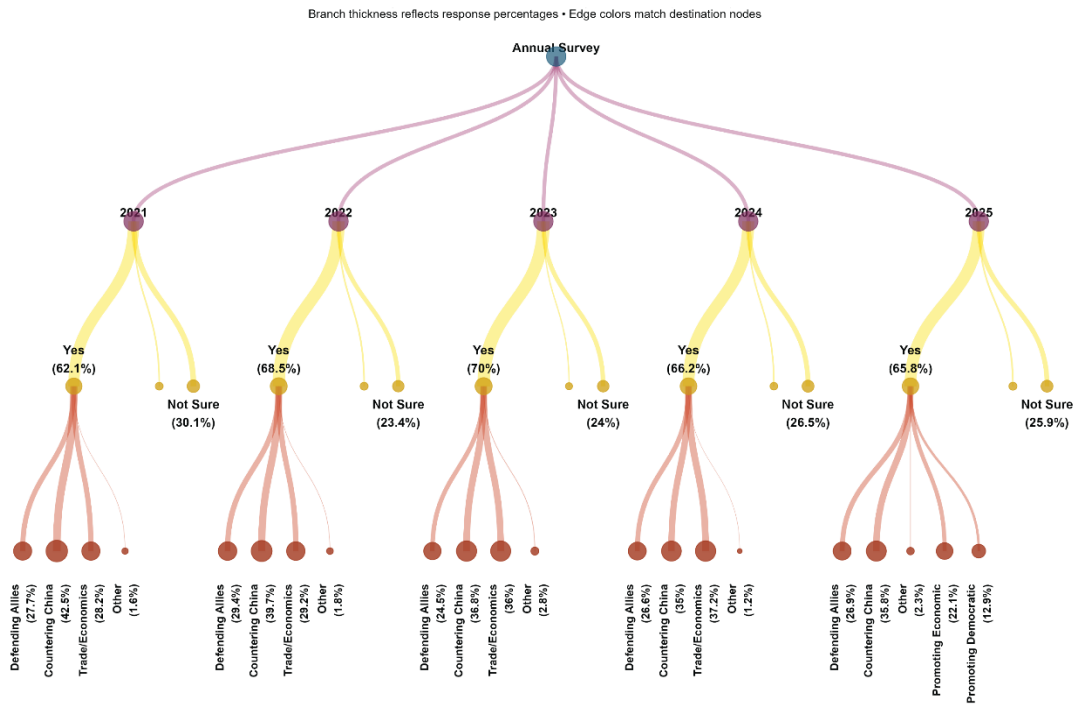 Branch thickness reflects response percentages • Edge colors match destination nodes
Annual Survey
2021
2022
2023
2024
2025
Yes
(62.1%)
Yes
(68.5%)
Yes
(70%)
Yes
(66.2%)
Yes
(65.8%)
Not Sure
(30.1%)
Not Sure
(23.4%)
Not Sure
(24%)
Not Sure
(26.5%)
Not Sure
(25.9%)
Defending Allies
(27.7%)
Countering China
(42.5%)
Trade/Economics
(28.2%)
Other
(1.6%)
Defending Allies
(29.4%)
Countering China
(39.7%)
Trade/Economics
(29.2%)
Other
(1.8%)
Defending Allies
(24.5%)
Countering China
(36.8%)
Trade/Economics
(36%)
Other
(2.8%)
Defending Allies
(26.6%)
Countering China
(35%)
Trade/Economics
(37.2%)
Other
(1.2%)
Defending Allies
(26.9%)
Countering China
(35.8%)
Other
(2.3%)
Promoting Economic
(22.1%)
Promoting Democratic
(12.9%)